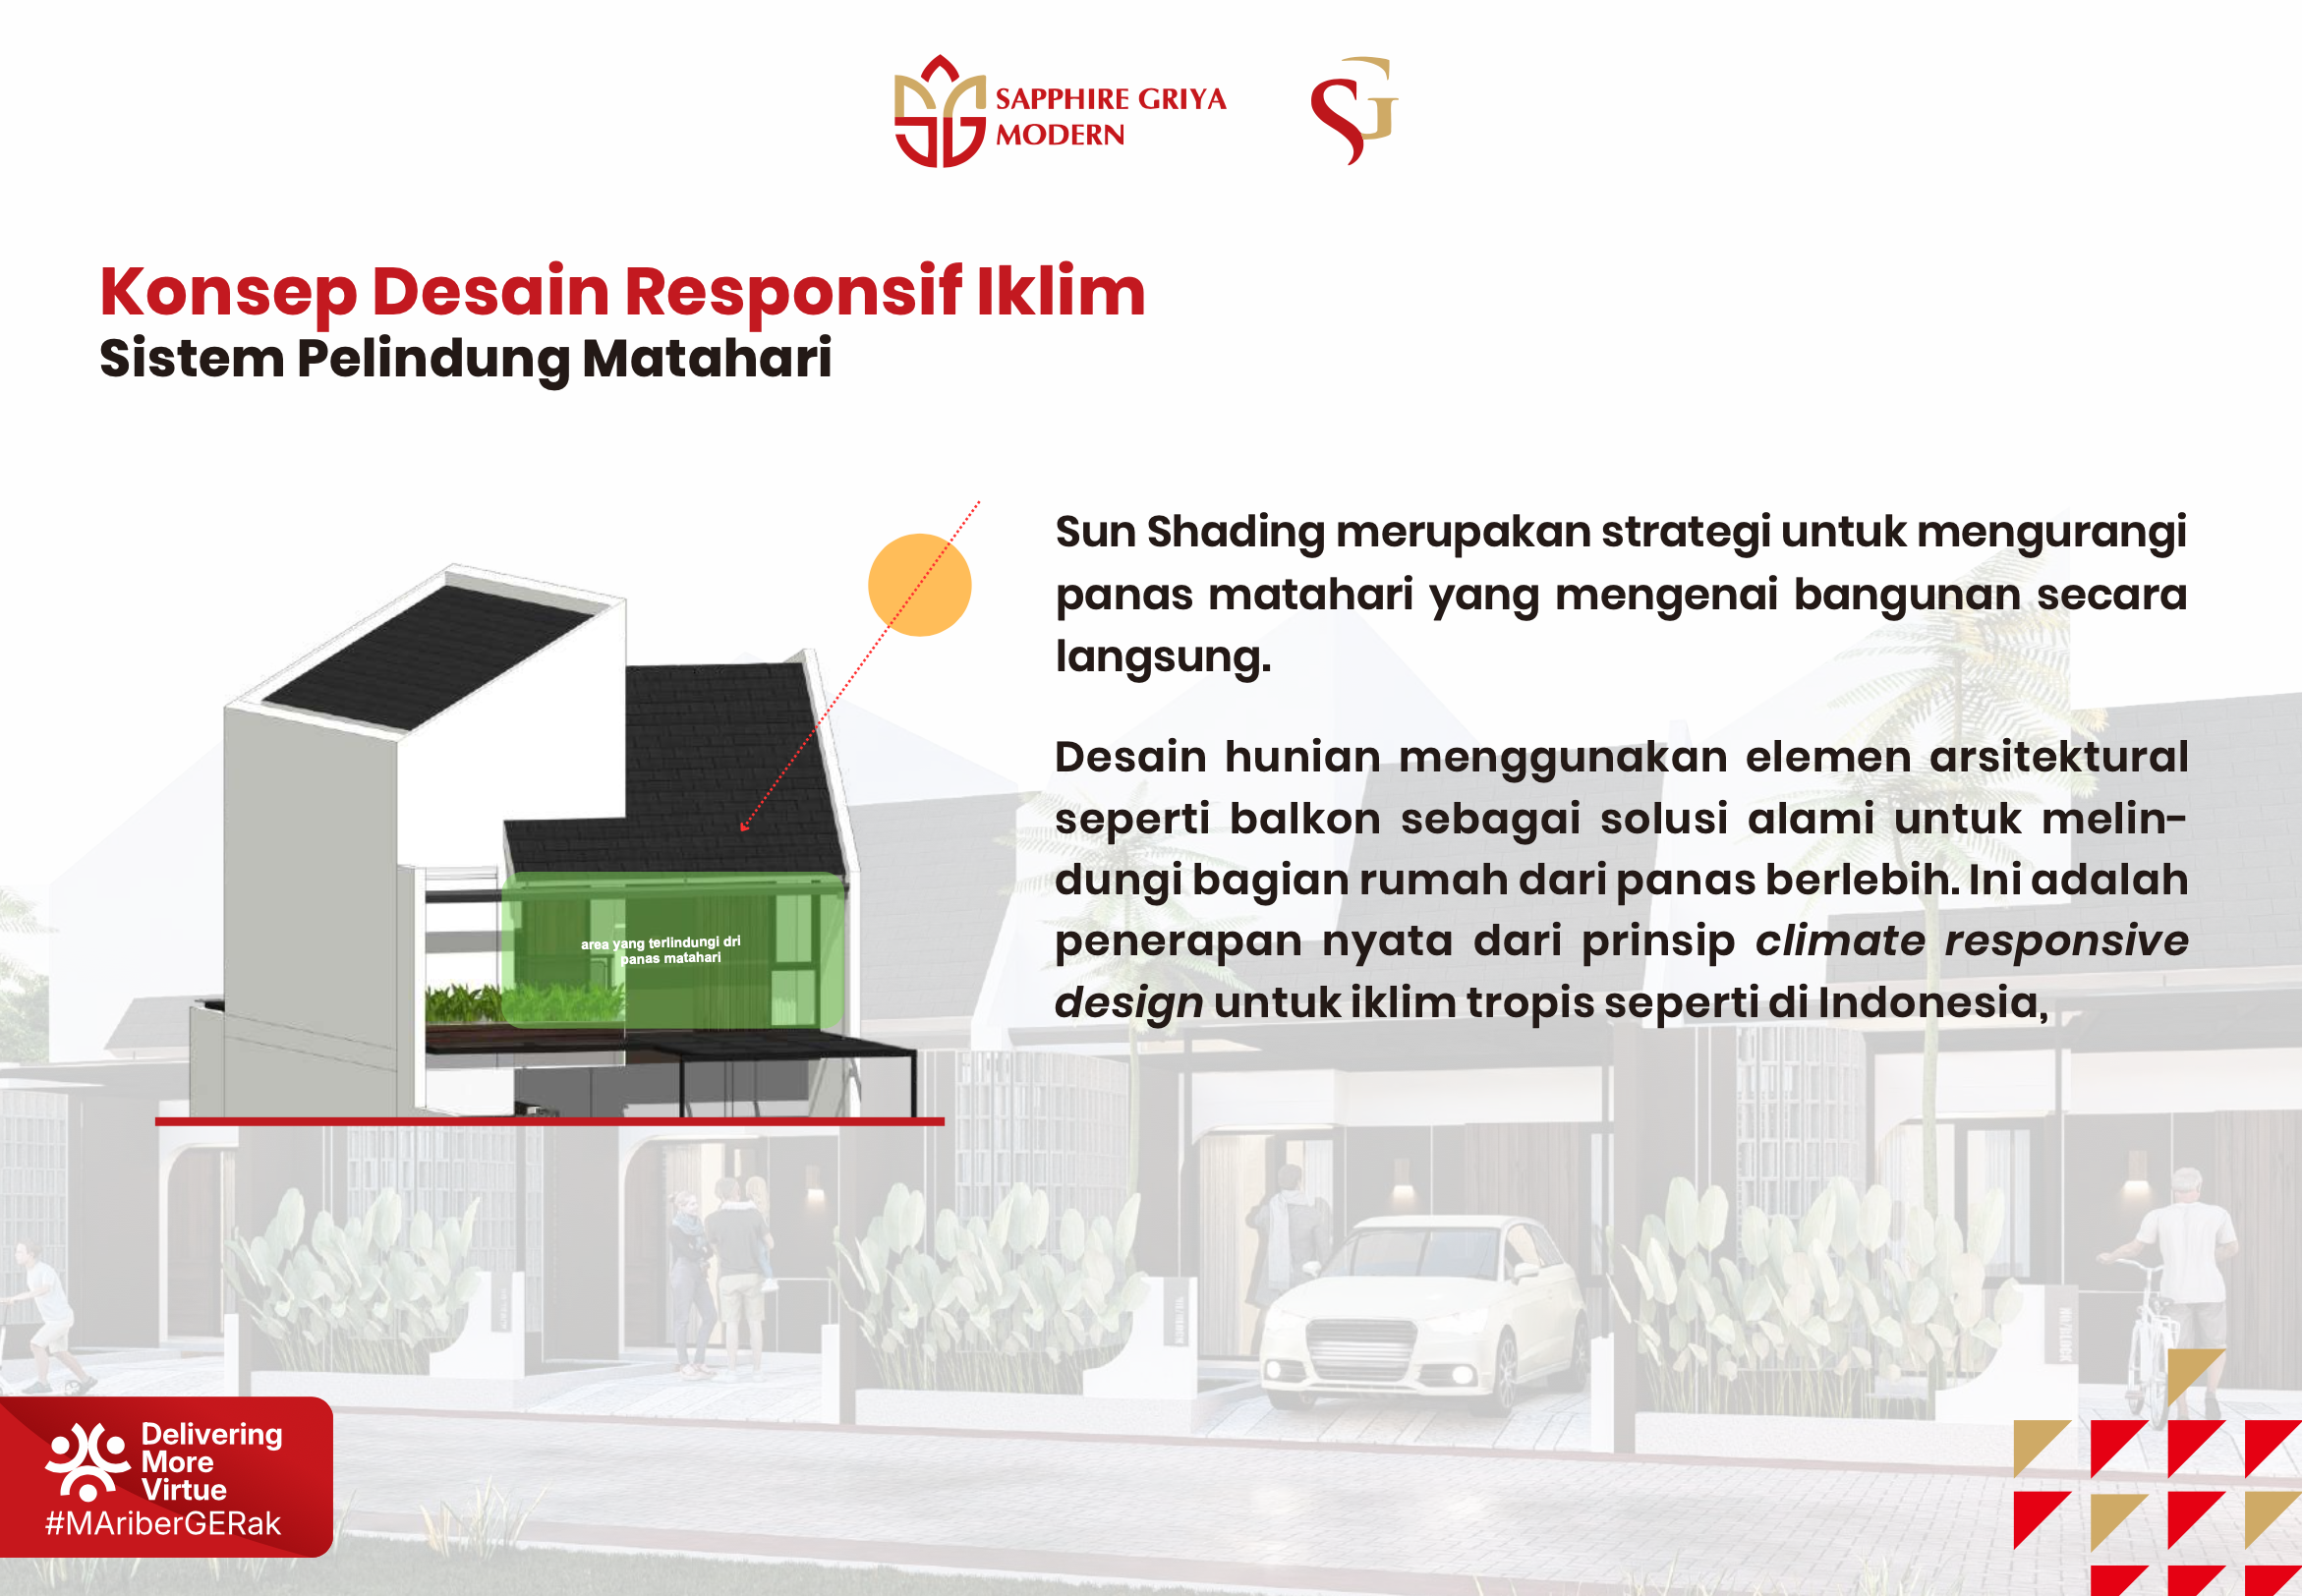 SAPPHIRE GRIYA
MODERN
SG
Konsep Desain Responsif Iklim
Sistem Pelindung Matahari
Sun Shading merupakan strategi untuk mengurangi
panas matahari yang mengenai bangunan secara
langsung.
Desain hunian menggunakan elemen arsitektural
seperti balkon sebagai solusi alami untuk melin-
dungi bagian rumah dari panas berlebih. Ini adalah
penerapan nyata dari prinsip climate responsive
design untuk iklim tropis seperti di Indonesia,
area yang terlindungi dri
panas matahari
Delivering
More
Virtue
#MAriberGERak